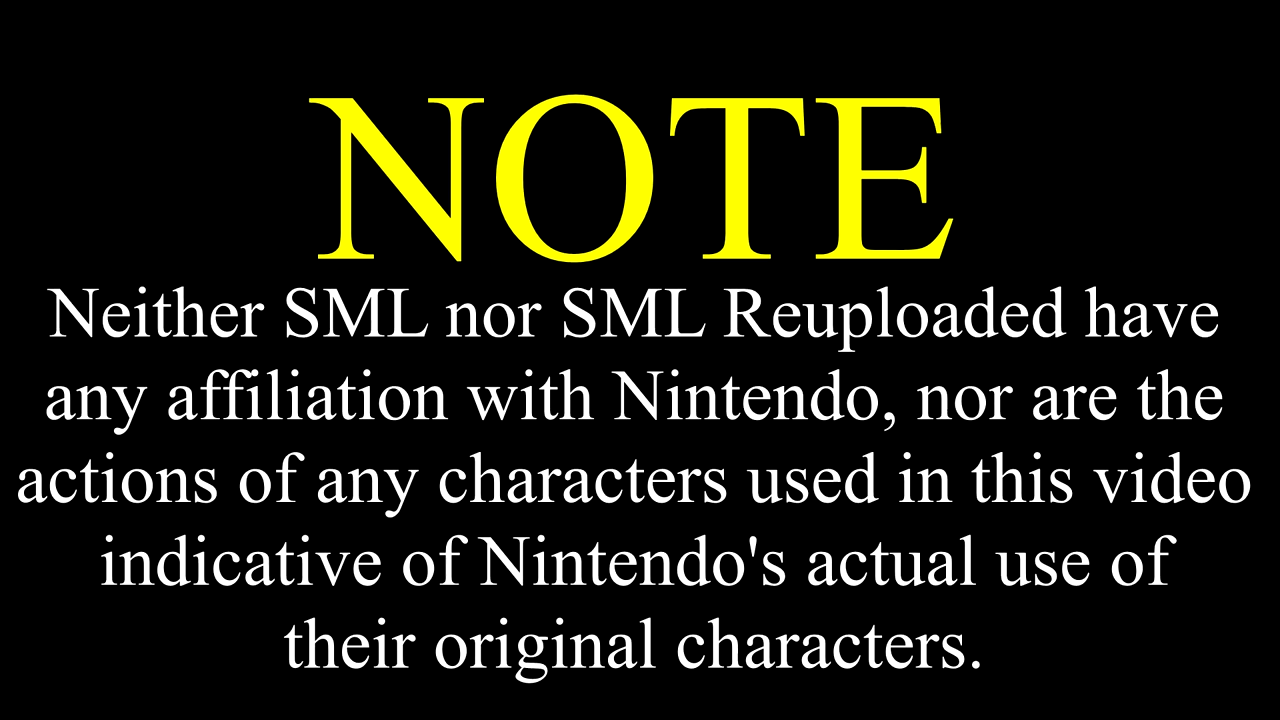 NOTE
Neither SML nor SML Reuploaded have
any affiliation with Nintendo, nor are the
actions of any characters used in this video
indicative of Nintendo's actual use of
their original characters.